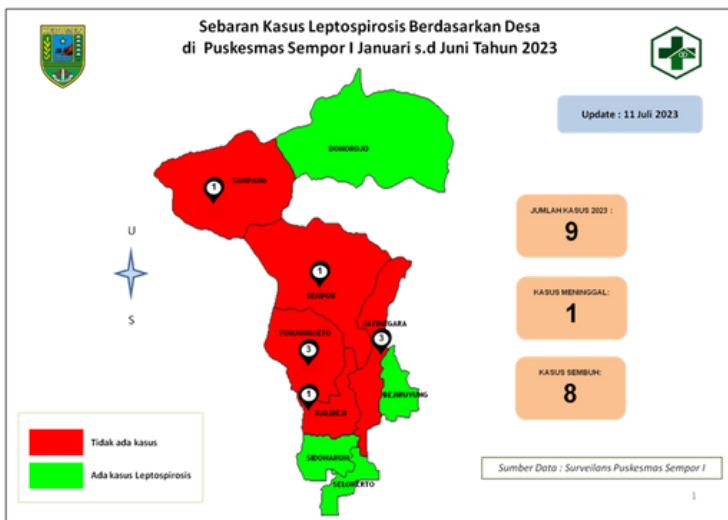 Sebaran Kasus Leptospirosis Berdasarkan Desa
di Puskesmas Sempor I Januari s.d Juni Tahun 2023
Update : 11 Juli 2023
DONOROJO
SAMPANG
1
JUMLAH KASUS 2023 :
9
U
S
1
SEMPOR
KASUS MENINGGAL:
1
JATINEGARA
TUNJUNGSETO
3
3
KASUS SEMBUH:
8
BEJIRUYUNG
1
KALIBEJI
Tidak ada kasus
Ada kasus Leptospirosis
SIDOHARUM
SELOKERTO
Sumber Data : Surveilans Puskesmas Sempor I
1